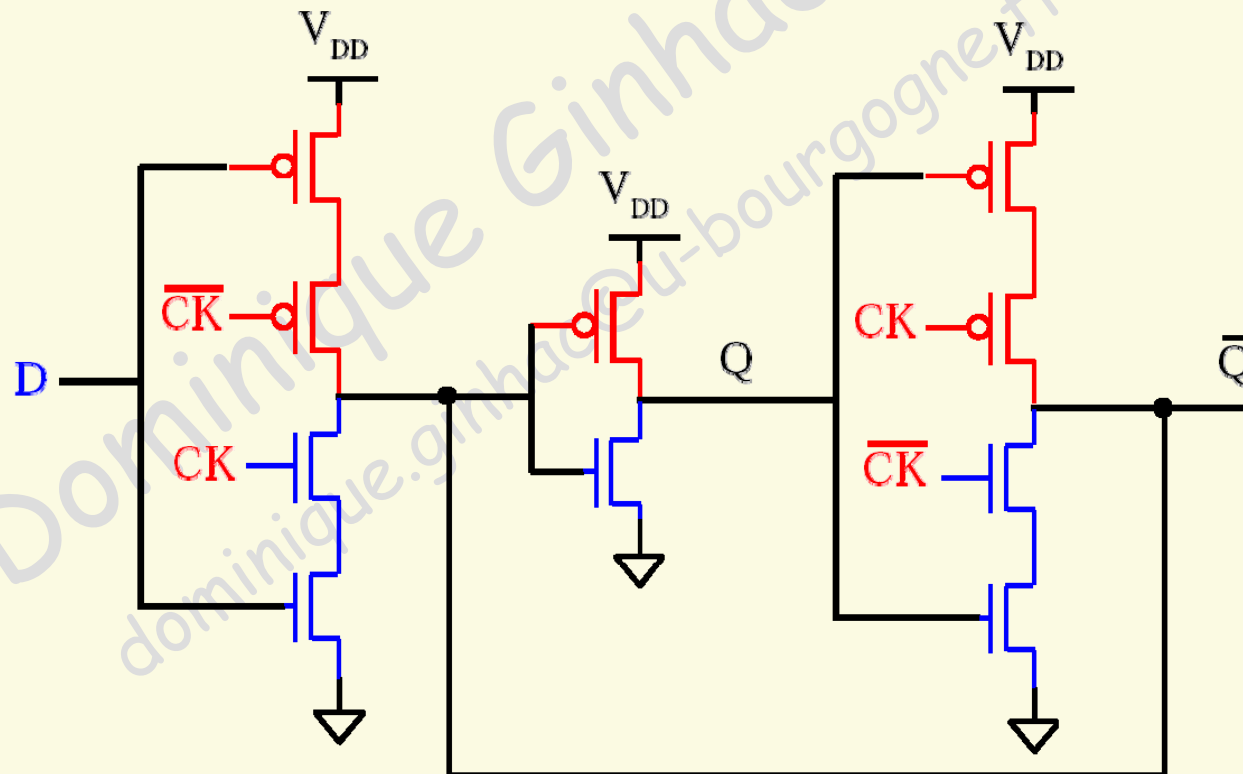 V_DD
V_DD
V_DD
C̅K̅
CK
D
Q
Q̅
CK
C̅K̅
Dominique Ginhac
dominique.ginhac@u-bourgogne.fr